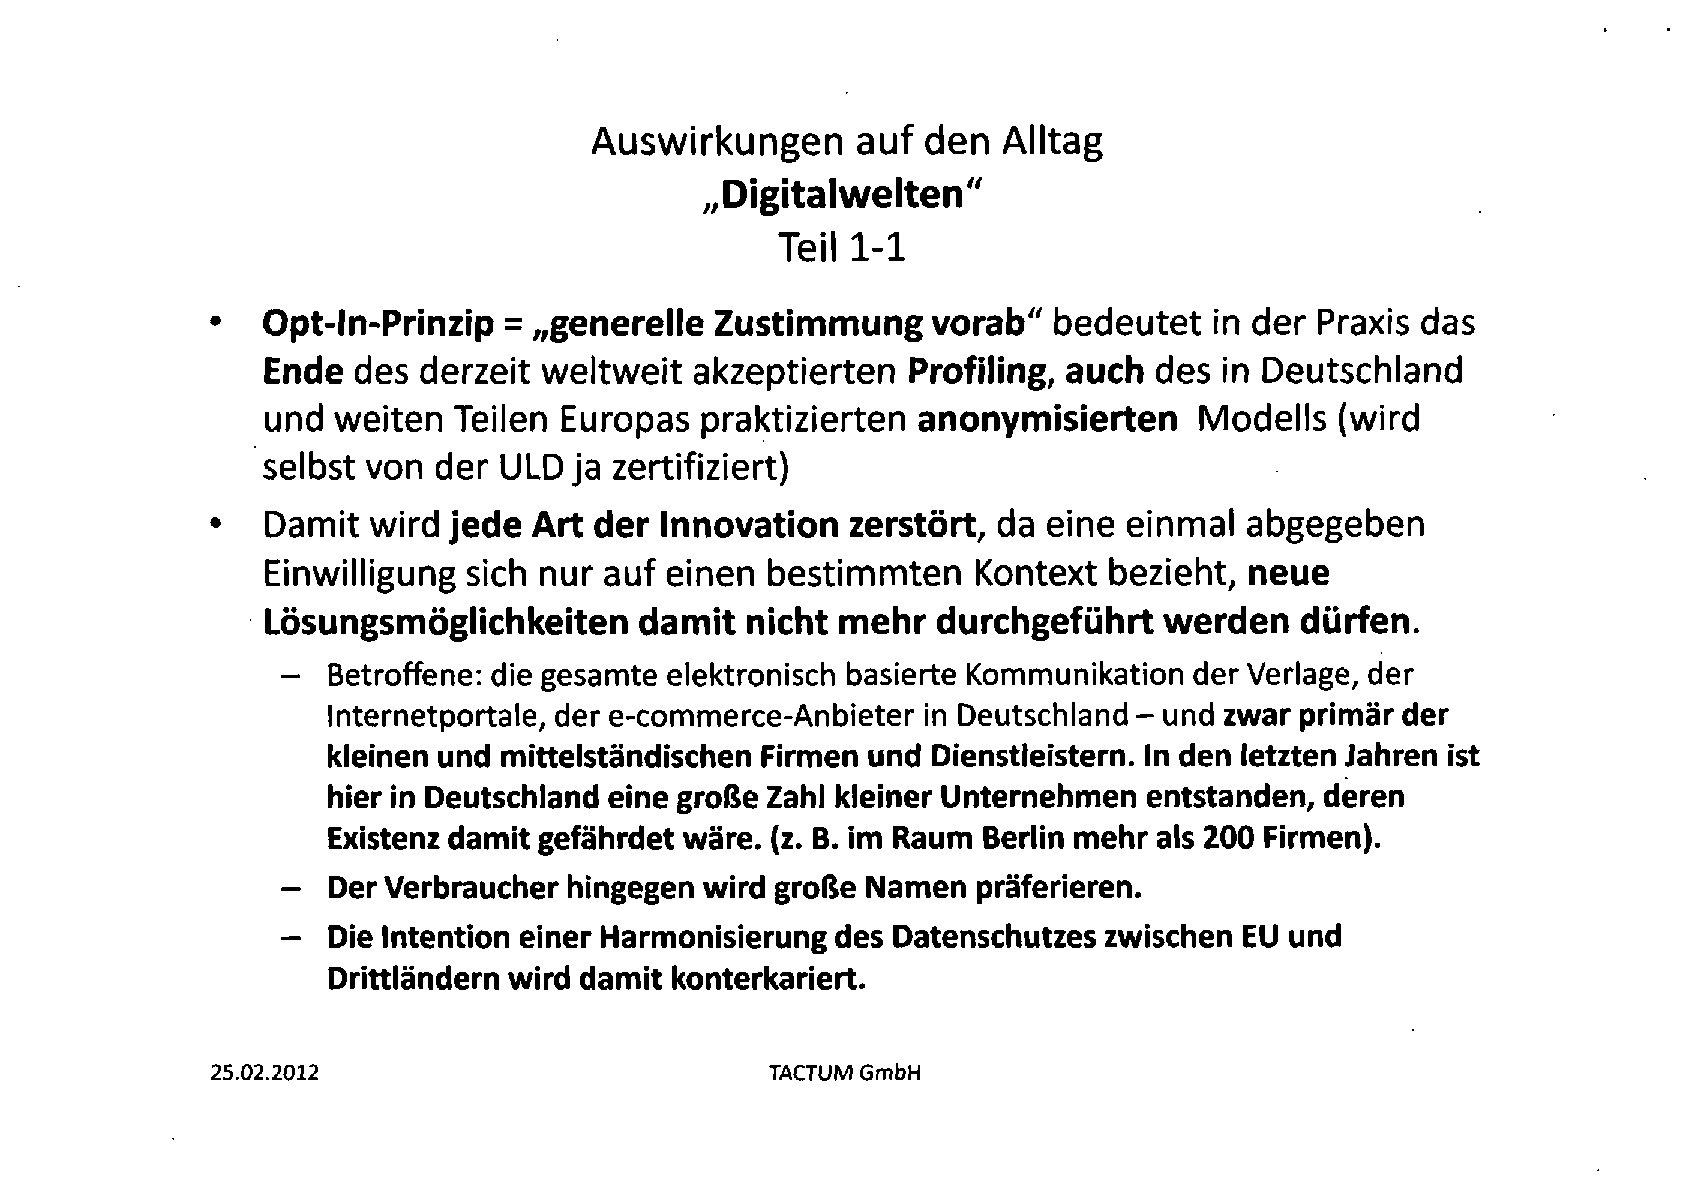 Auswirkungen auf den Alltag
„Digitalwelten“
Teil 1-1
• Opt-In-Prinzip = „generelle Zustimmung vorab“ bedeutet in der Praxis das
Ende des derzeit weltweit akzeptierten Profiling, auch des in Deutschland
und weiten Teilen Europas praktizierten anonymisierten Modells (wird
selbst von der ULD ja zertifiziert)
• Damit wird jede Art der Innovation zerstört, da eine einmal abgegeben
Einwilligung sich nur auf einen bestimmten Kontext bezieht, neue
Lösungsmöglichkeiten damit nicht mehr durchgeführt werden dürfen.
– Betroffene: die gesamte elektronisch basierte Kommunikation der Verlage, der
Internetportale, der e-commerce-Anbieter in Deutschland – und zwar primär der
kleinen und mittelständischen Firmen und Dienstleistern. In den letzten Jahren ist
hier in Deutschland eine große Zahl kleiner Unternehmen entstanden, deren
Existenz damit gefährdet wäre. (z. B. im Raum Berlin mehr als 200 Firmen).
– Der Verbraucher hingegen wird große Namen präferieren.
– Die Intention einer Harmonisierung des Datenschutzes zwischen EU und
Drittländern wird damit konterkariert.
25.02.2012
TACTUM GmbH